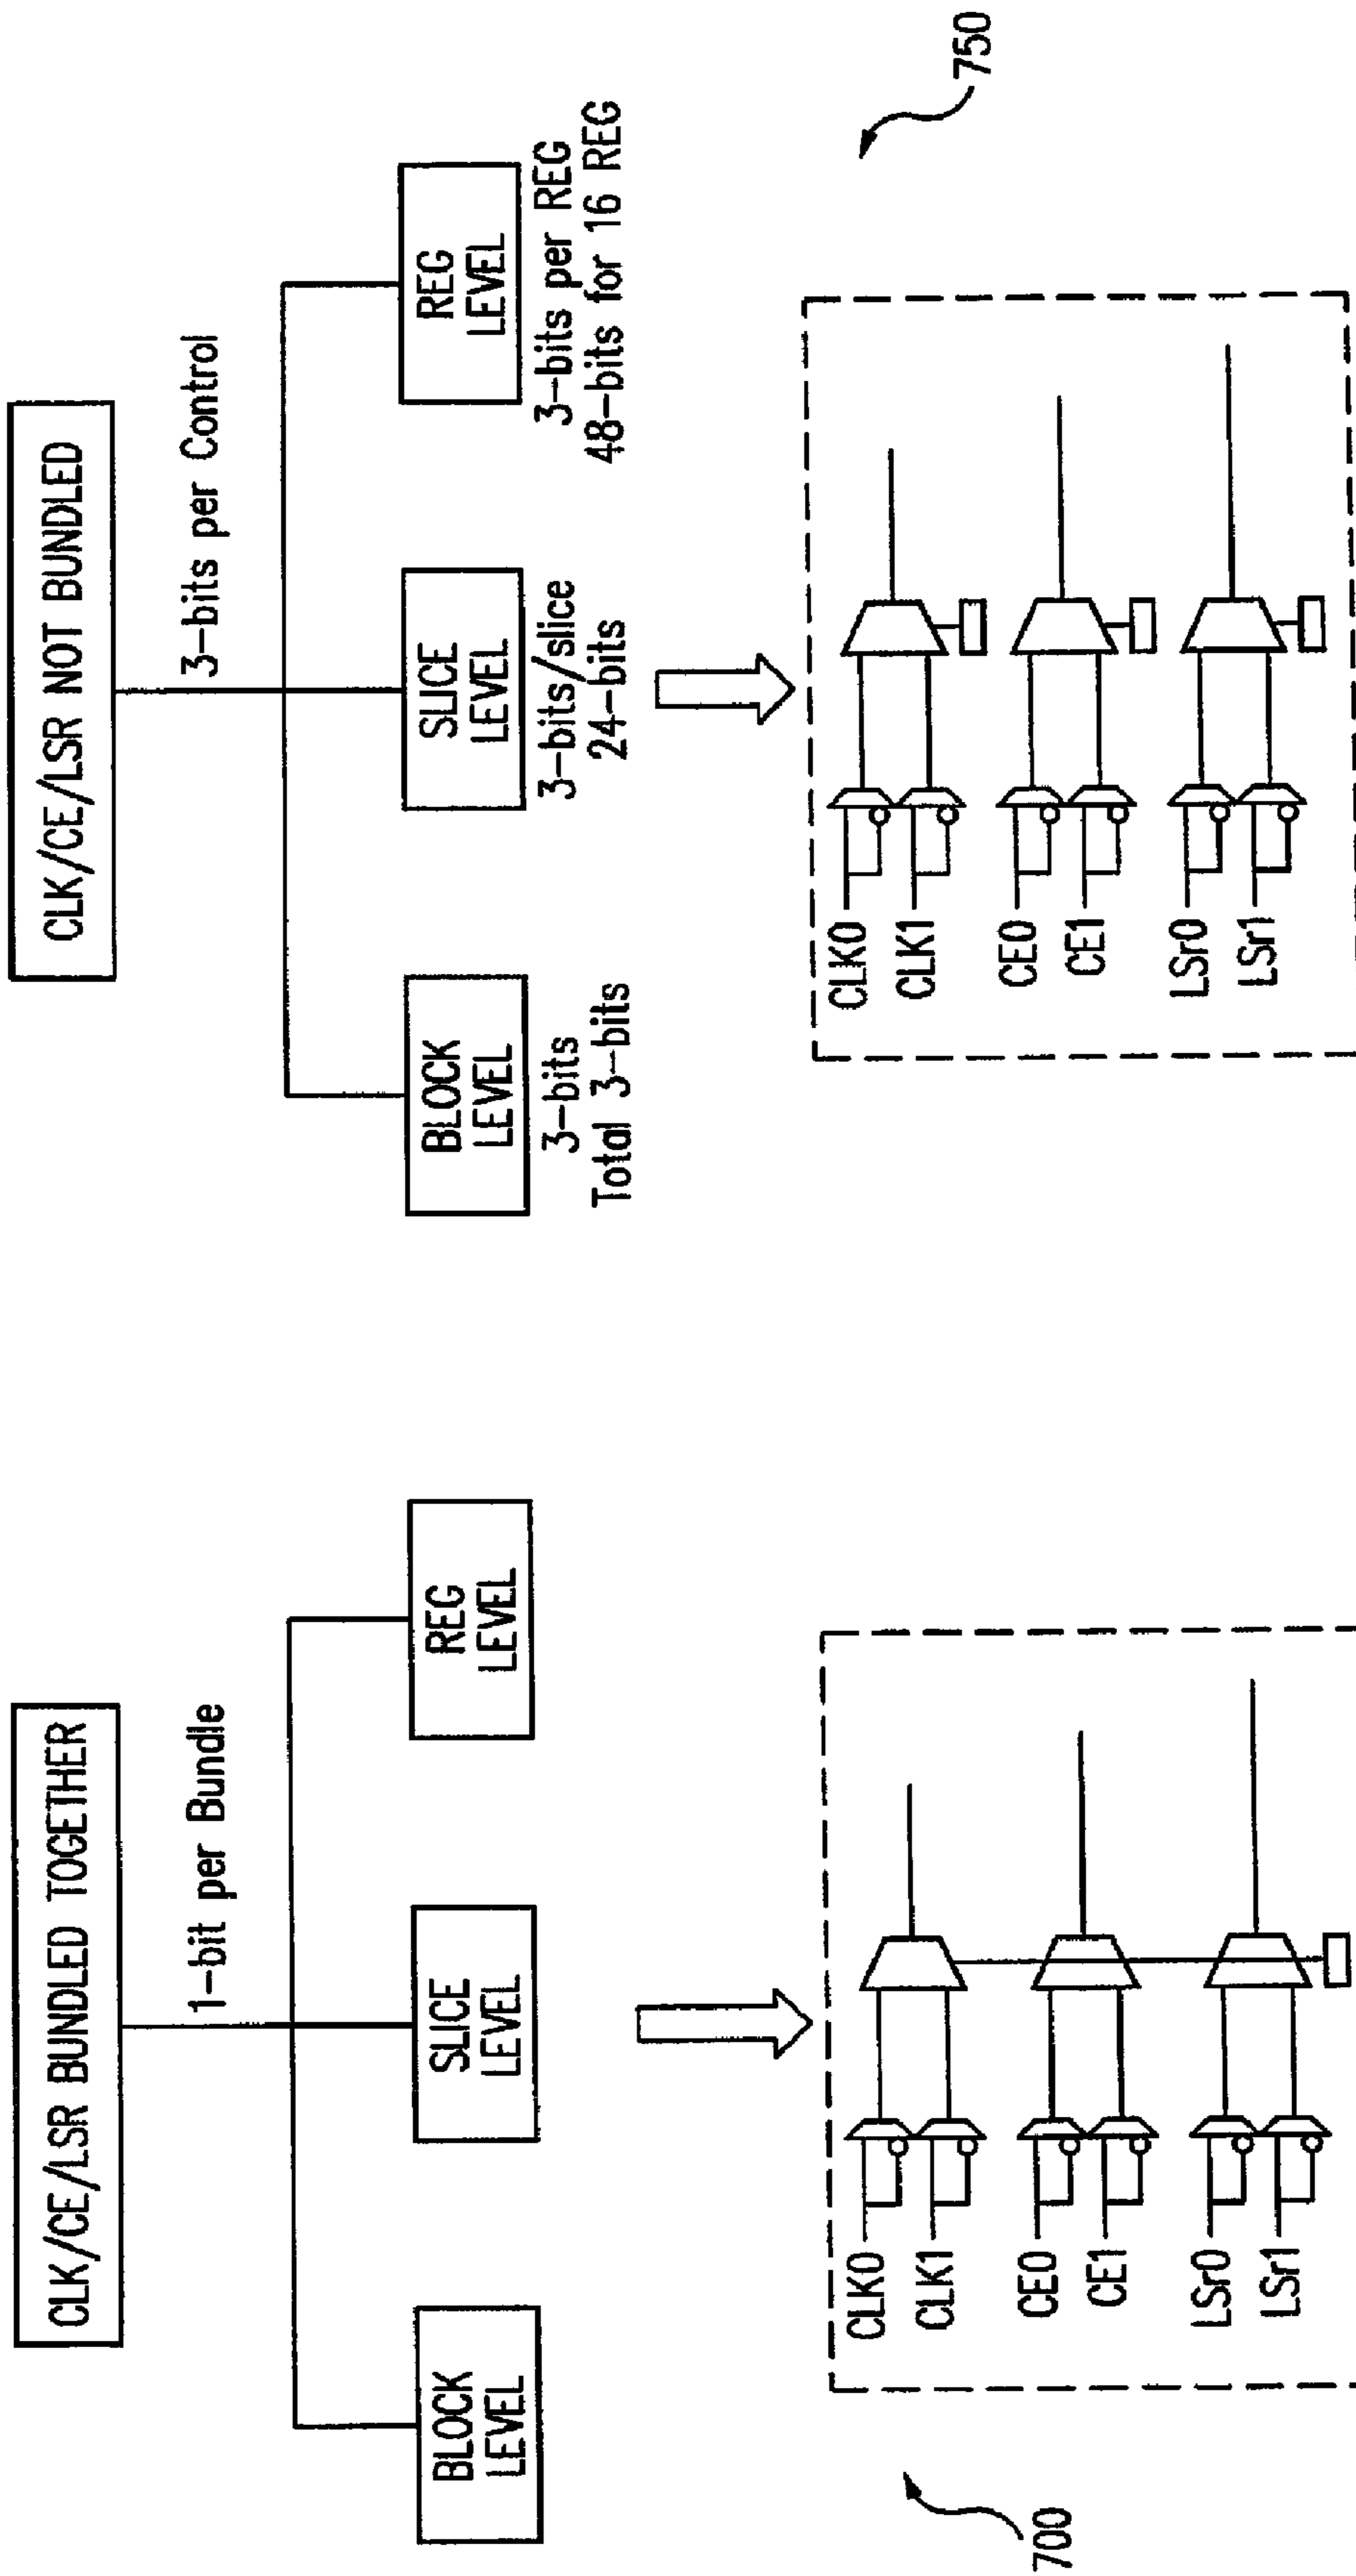 CLK/CE/LSR BUNDLED TOGETHER
1-bit per Bundle
BLOCK
LEVEL
SLICE
LEVEL
REG
LEVEL
CLK0
CLK1
CE0
CE1
LSr0
LSr1
700
CLK/CE/LSR NOT BUNDLED
3-bits per Control
BLOCK
LEVEL
3-bits
Total 3-bits
SLICE
LEVEL
3-bits/slice
24-bits
REG
LEVEL
3-bits per REG
48-bits for 16 REG
CLK0
CLK1
CE0
CE1
LSr0
LSr1
750